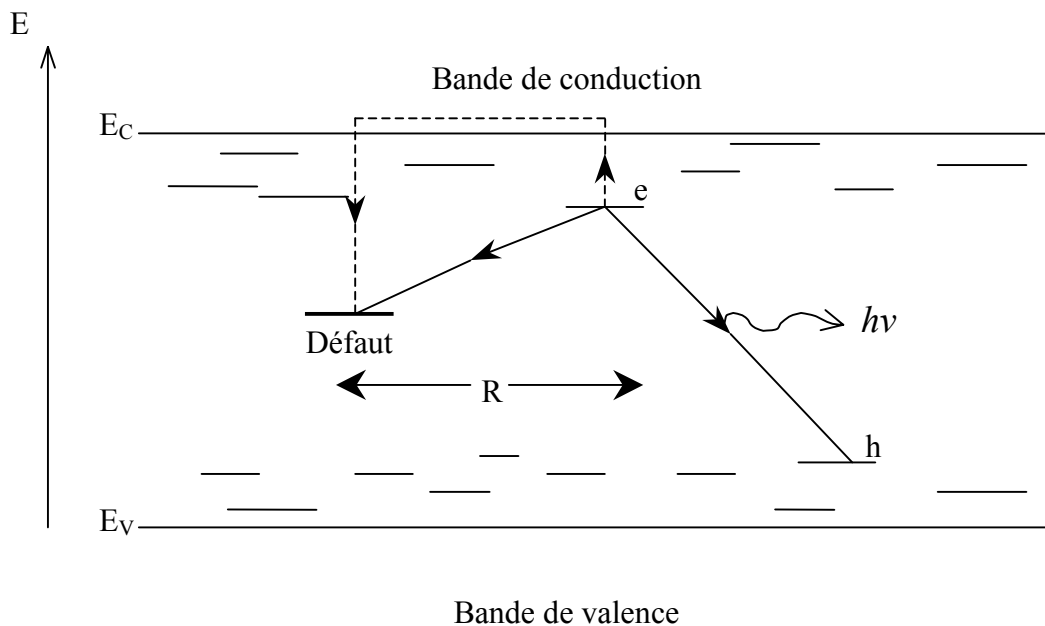 E
Bande de conduction
E_C
e
hν
Défaut
R
h
E_V
Bande de valence